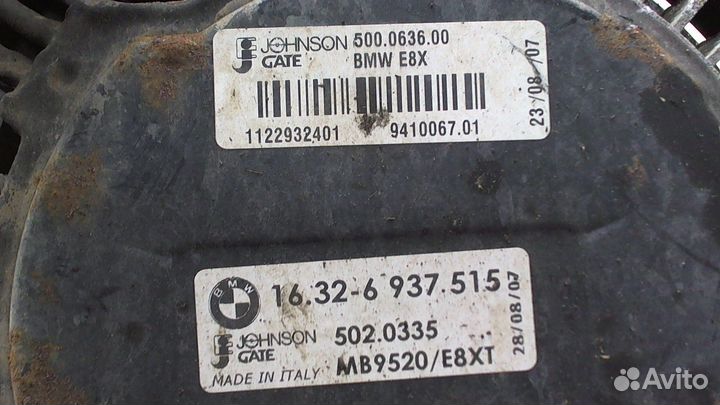 JOHNSON 500.0636.00
GATE BMW E8X
1122932401 9410067.01
23/08/07
BMW
16.32-6 937.515
JOHNSON 502.0335
GATE MB9520/E8XT
MADE IN ITALY
28/08/07
Avito